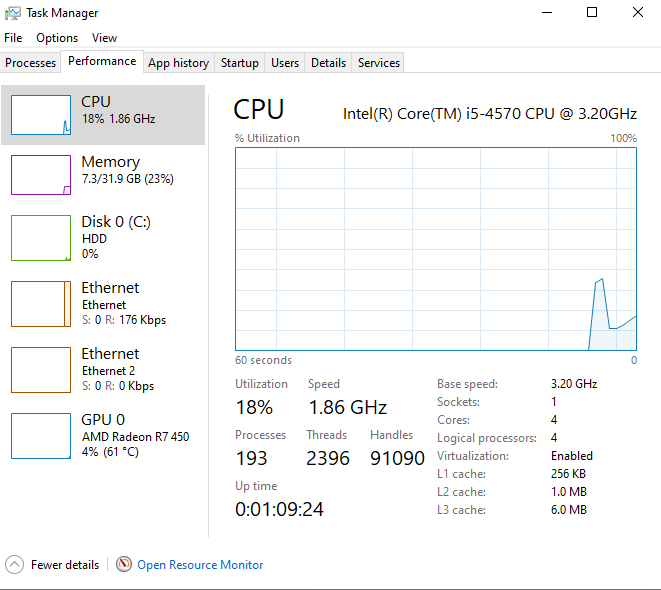 Task Manager
File Options View
Processes Performance App history Startup Users Details Services
CPU
18% 1.86 GHz
Memory
7.3/31.9 GB (23%)
Disk 0 (C:)
HDD
0%
Ethernet
Ethernet
S: 0 R: 176 Kbps
Ethernet
Ethernet 2
S: 0 R: 0 Kbps
GPU 0
AMD Radeon R7 450
4% (61 °C)
CPU Intel(R) Core(TM) i5-4570 CPU @ 3.20GHz
% Utilization 100%
60 seconds 0
Utilization Speed
18% 1.86 GHz
Processes Threads Handles
193 2396 91090
Up time
0:01:09:24
Base speed: 3.20 GHz
Sockets: 1
Cores: 4
Logical processors: 4
Virtualization: Enabled
L1 cache: 256 KB
L2 cache: 1.0 MB
L3 cache: 6.0 MB
Fewer details Open Resource Monitor